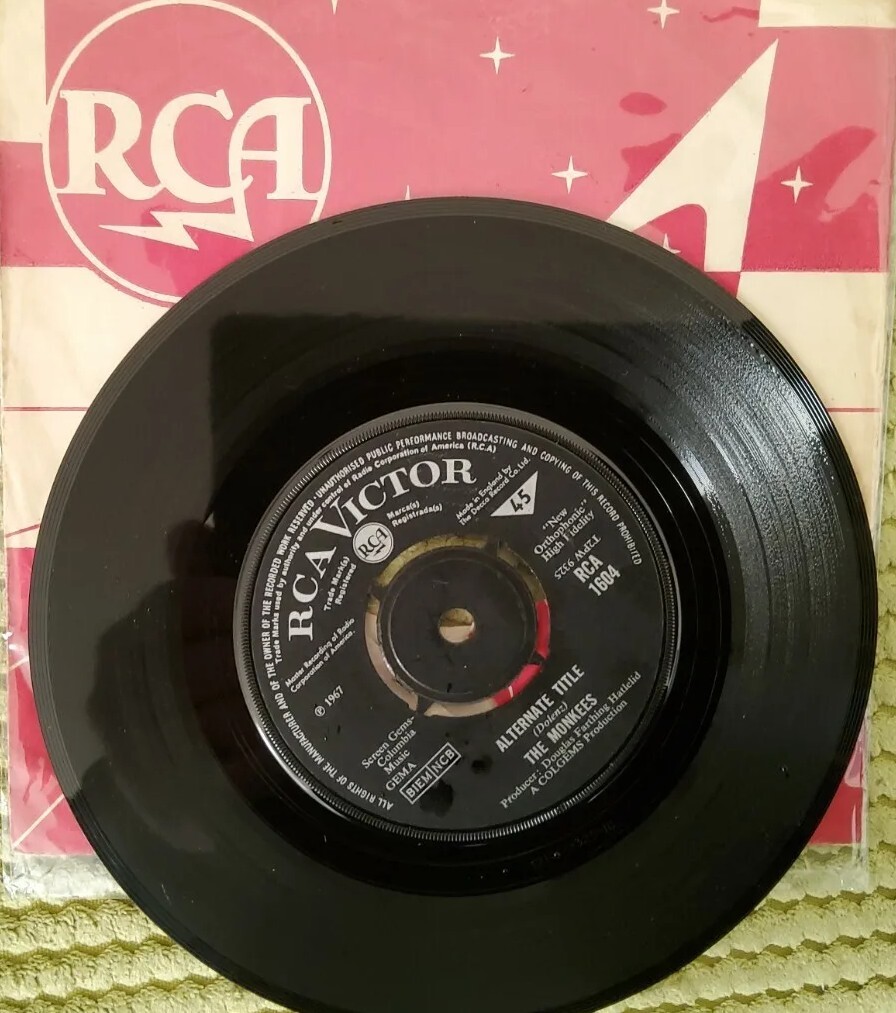 RCA
ALL RIGHTS OF THE MANUFACTURER AND OF THE OWNER OF THE RECORDED WORK RESERVED · UNAUTHORISED PUBLIC PERFORMANCE BROADCASTING AND COPYING OF THIS RECORD PROHIBITED
Trade Marks used by authority and under control of Radio Corporation of America (R.C.A)
RCA VICTOR
Trade Mark(s)
Registered
RCA
Marca(s)
Registrada(s)
Made in England by
The Decca Record Co. Ltd.
45
"New
Orthophonic"
High Fidelity
T2PW 9325
RCA
1604
Master Recording of Radio
Corporation of America.
℗ 1967
Screen Gems-
Columbia
Music
GEMA
BIEM/NCB
ALTERNATE TITLE
(Dolenz)
THE MONKEES
Producer: Douglas Farthing Hatlelid
A COLGEMS Production